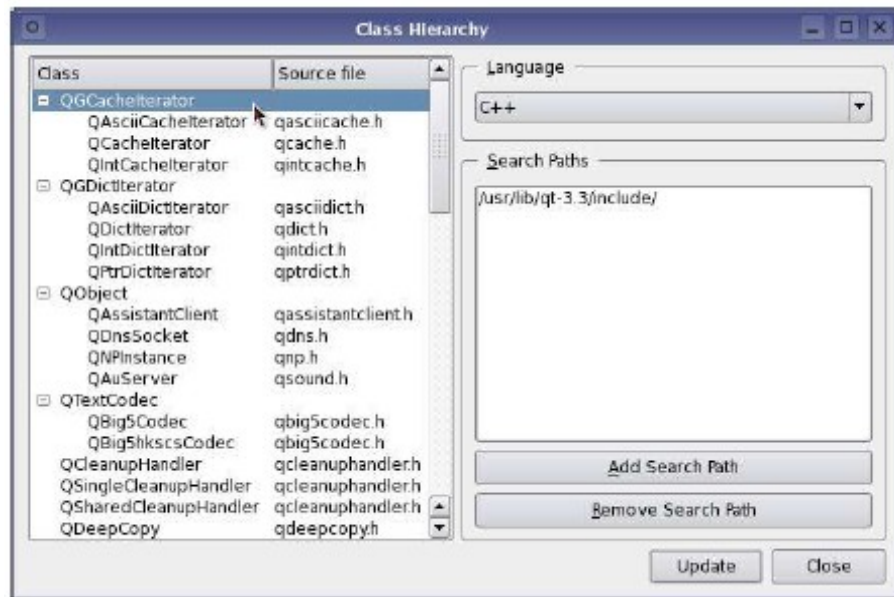 Class Hierarchy
Class Source file
QGCacheIterator
QAsciiCacheIterator qasciicache.h
QCacheIterator qcache.h
QIntCacheIterator qintcache.h
QGDictIterator
QAsciiDictIterator qasciidict.h
QDictIterator qdict.h
QIntDictIterator qintdict.h
QPtrDictIterator qptrdict.h
QObject
QAssistantClient qassistantclient.h
QDnsSocket qdns.h
QNPInstance qnp.h
QAuServer qsound.h
QTextCodec
QBig5Codec qbig5codec.h
QBig5hkscsCodec qbig5codec.h
QCleanupHandler qcleanuphandler.h
QSingleCleanupHandler qcleanuphandler.h
QSharedCleanupHandler qcleanuphandler.h
QDeepCopy qdeepcopy.h
Language
C++
Search Paths
/usr/lib/qt-3.3/include/
Add Search Path
Remove Search Path
Update Close